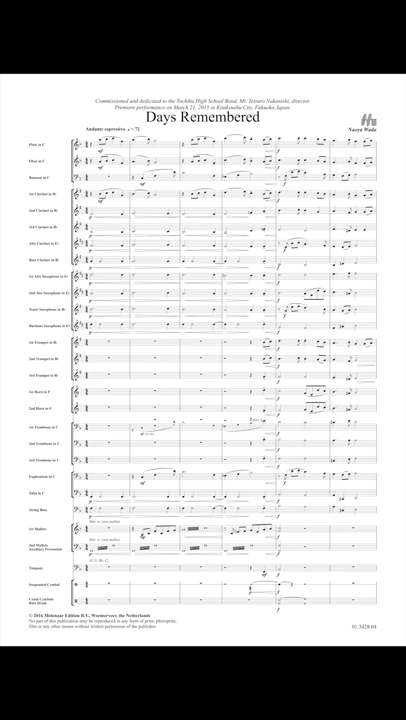 Commissioned and dedicated to the Tochiku High School Band, Mr. Tetsuro Nakanishi, director.
Premiere performance on March 21, 2015 in Kitakyushu City, Fukuoka Japan.
Days Remembered
Andante espressivo ♩ = 72
Naoya Wada
Flute in C
Oboe in C
Bassoon in C
1st Clarinet in B♭
2nd Clarinet in B♭
3rd Clarinet in B♭
Alto Clarinet in E♭
Bass Clarinet in B♭
1st Alto Saxophone in E♭
2nd Alto Saxophone in E♭
Tenor Saxophone in B♭
Baritone Saxophone in E♭
1st Trumpet in B♭
2nd Trumpet in B♭
3rd Trumpet in B♭
1st Horn in F
2nd Horn in F
1st Trombone in C
2nd Trombone in C
3rd Trombone in C
Euphonium in C
Tuba in C
String Bass
1st Mallets
2nd Mallets
Auxiliary Percussion
Timpani
Suspended Cymbal
Crash Cymbals
Bass Drum
© 2016 Molenaar Edition B.V., Wormerveer, the Netherlands
No part of this publication may be reproduced in any form of print, photoprint,
film or any other means without written permission of the publisher.
01.3428.04